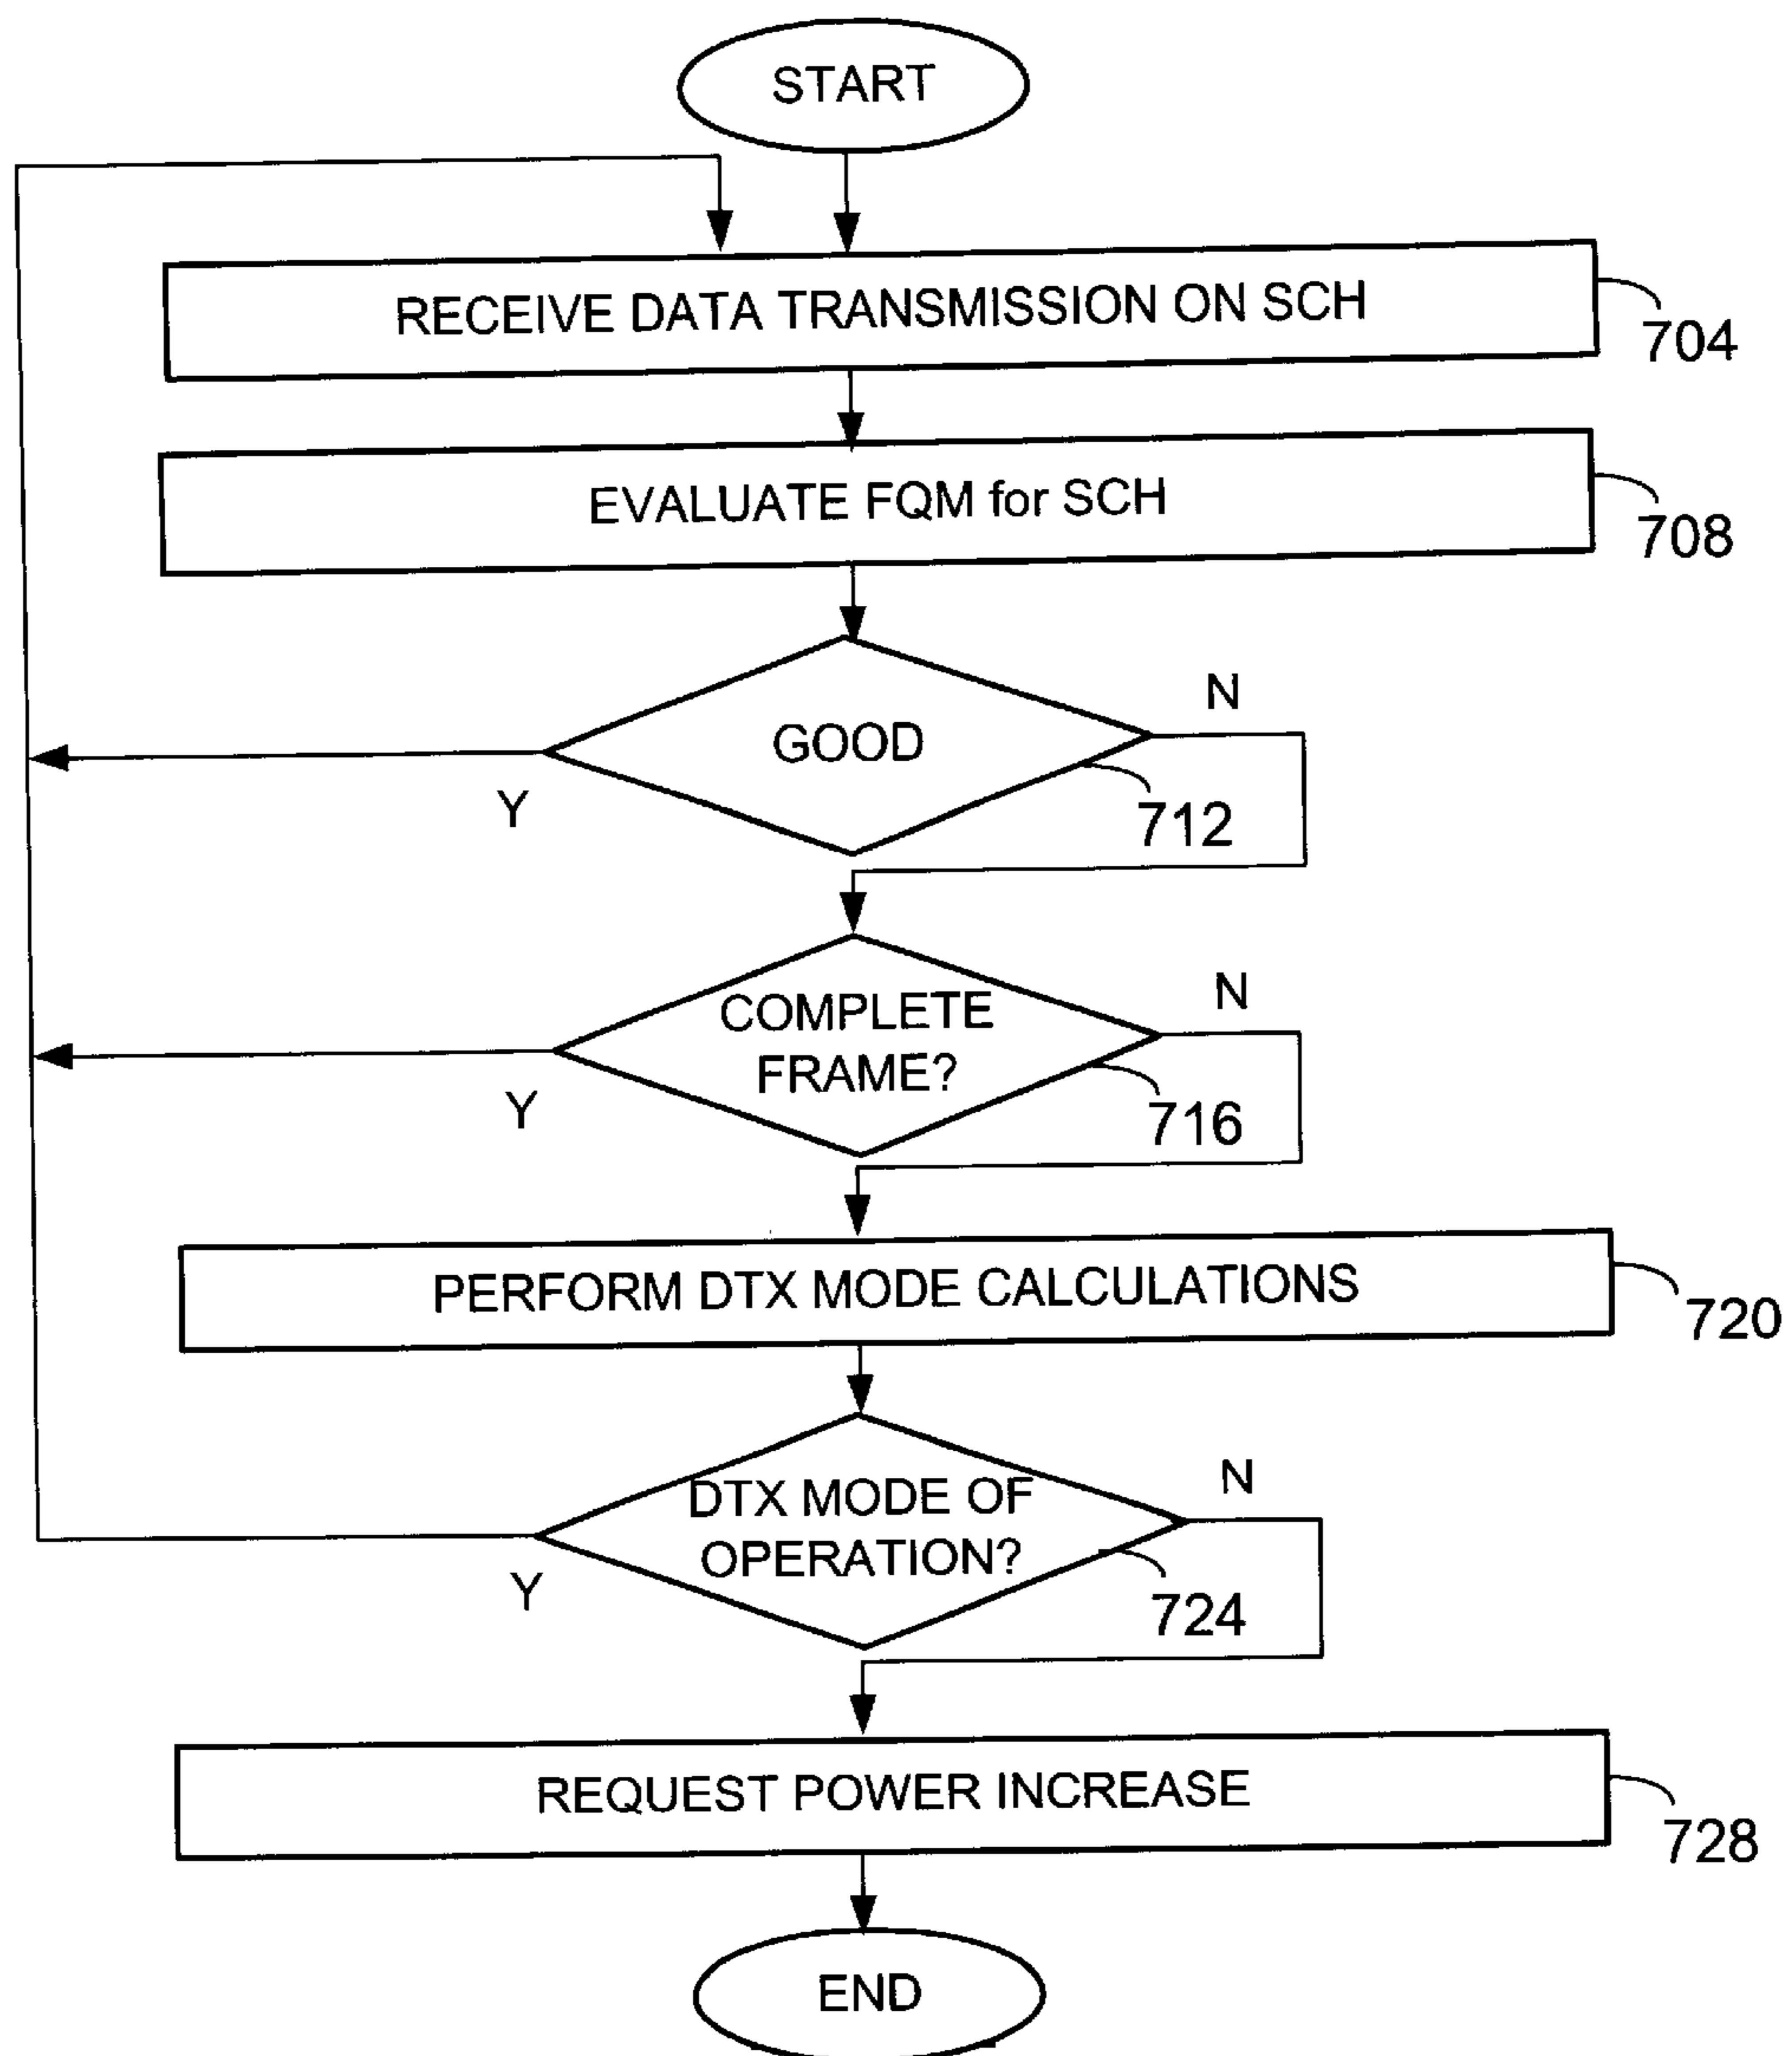 START
RECEIVE DATA TRANSMISSION ON SCH
704
EVALUATE FQM for SCH
708
N
GOOD
Y
712
N
COMPLETE
FRAME?
Y
716
PERFORM DTX MODE CALCULATIONS
720
N
DTX MODE OF
OPERATION?
Y
724
REQUEST POWER INCREASE
728
END